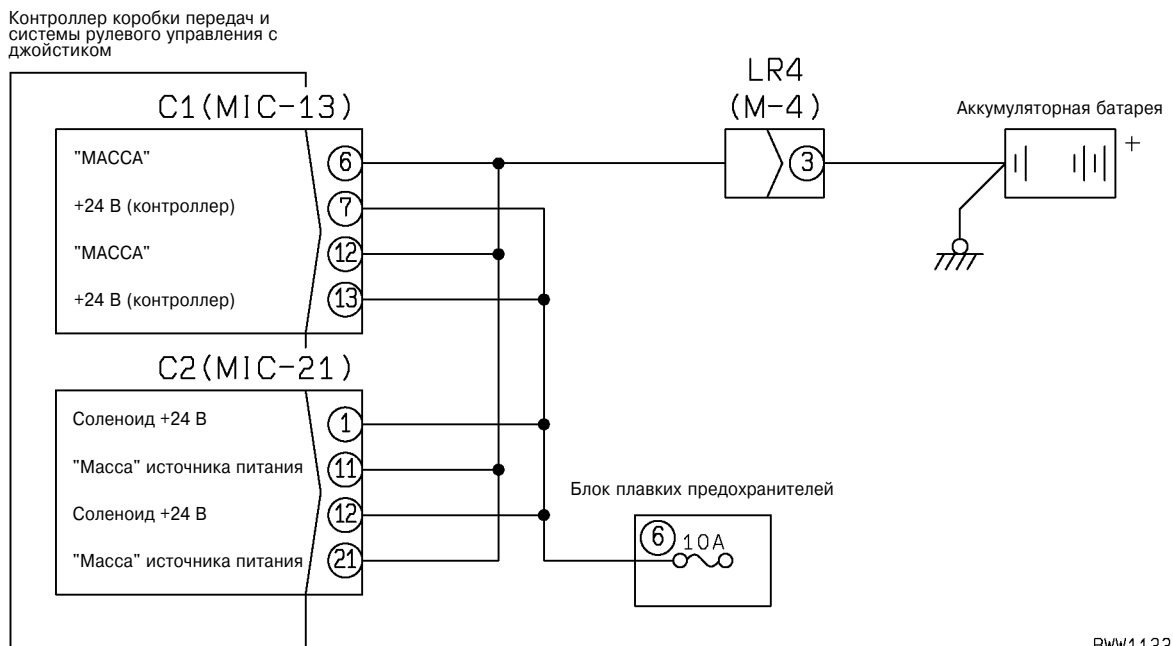 Контроллер коробки передач и
системы рулевого управления с
джойстиком
C1(MIC-13)
"МАССА" 6
+24 В (контроллер) 7
"МАССА" 12
+24 В (контроллер) 13
C2(MIC-21)
Соленоид +24 В 1
"Масса" источника питания 11
Соленоид +24 В 12
"Масса" источника питания 21
LR4
(M-4)
3
Аккумуляторная батарея
+
Блок плавких предохранителей
6 10A
BWW1133